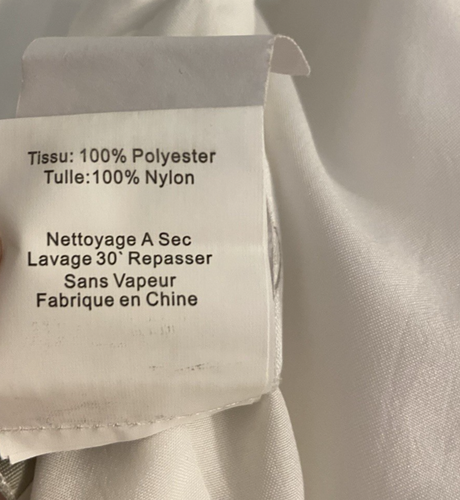 Tissu: 100% Polyester
Tulle:100% Nylon
Nettoyage A Sec
Lavage 30` Repasser
Sans Vapeur
Fabrique en Chine